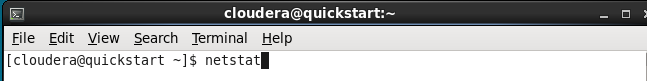 cloudera@quickstart:~
File Edit View Search Terminal Help
[cloudera@quickstart ~]$ netstat